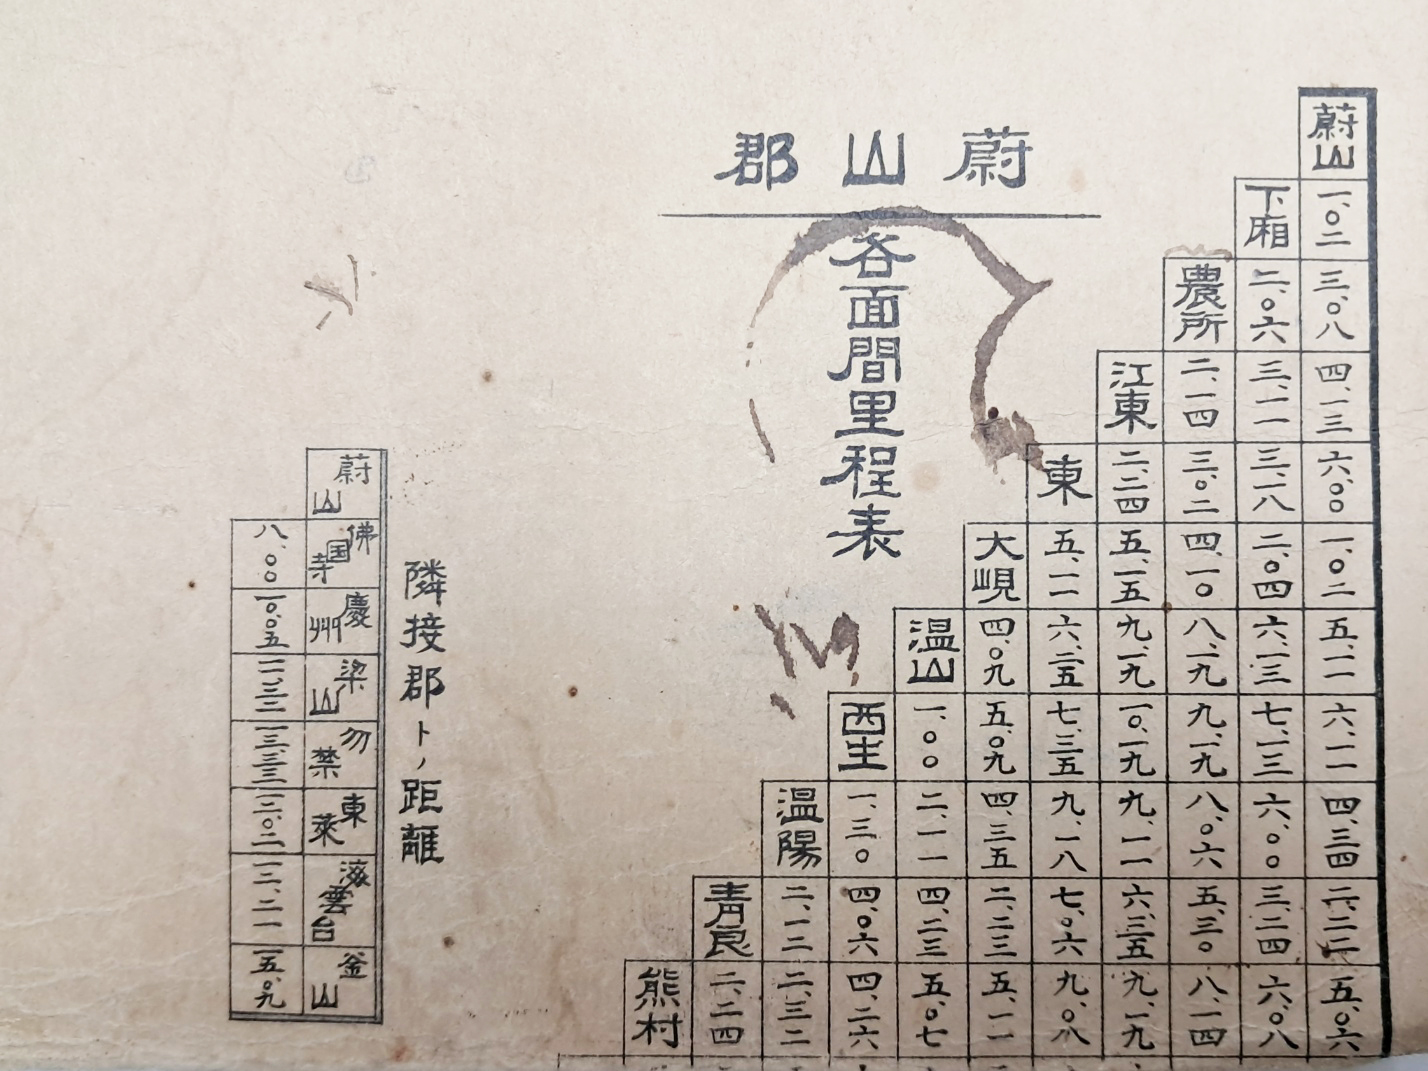 蔚山郡
各面間里程表
蔚山 一、〇二 三、〇八 四、一三 六、〇〇 一、〇二 五、一一 六、一一 四、三四 二、二二 五、〇六
下廂 二、〇六 三、一一 三、一八 二、〇四 六、一三 七、一三 六、〇〇 三、二四 六、〇八
農所 二、一四 三、〇二 四、一〇 八、一九 九、一九 八、〇六 五、三〇 八、一四
江東 二、二四 五、一五 九、一九 一〇、一九 九、一一 六、三五 九、一九
東 五、一一 六、二五 七、三五 九、一八 七、〇六 九、〇八
大峴 四、〇九 五、〇九 四、三五 二、二三 五、一一
温山 一、〇〇 二、一一 四、二三 五、〇七
西生 一、三〇 四、〇六 四、二六
温陽 二、一二 二、三二
青良 二、二四
熊村
隣接郡トノ距離
蔚山
佛国寺 八、〇〇
慶州 一〇、〇五
梁山
勿禁 一三、三三
東萊 一二、〇二
海雲台 一三、二一
釜山 一五、〇九